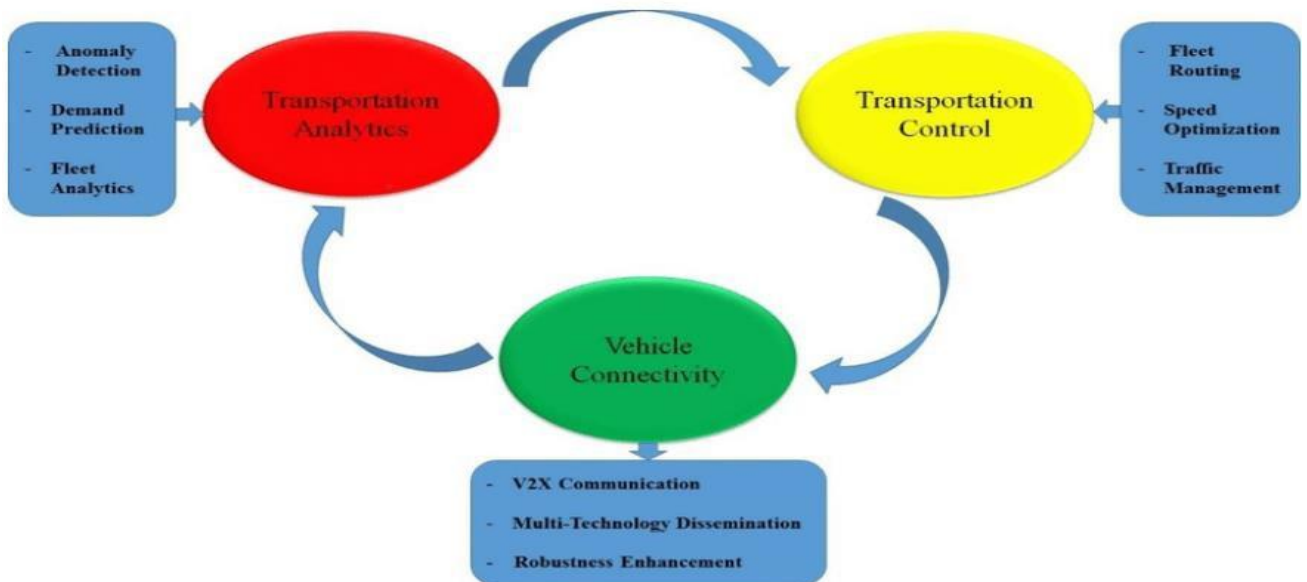 - Anomaly
Detection
- Demand
Prediction
- Fleet
Analytics
Transportation
Analytics
Transportation
Control
- Fleet
Routing
- Speed
Optimization
- Traffic
Management
Vehicle
Connectivity
- V2X Communication
- Multi-Technology Dissemination
- Robustness Enhancement